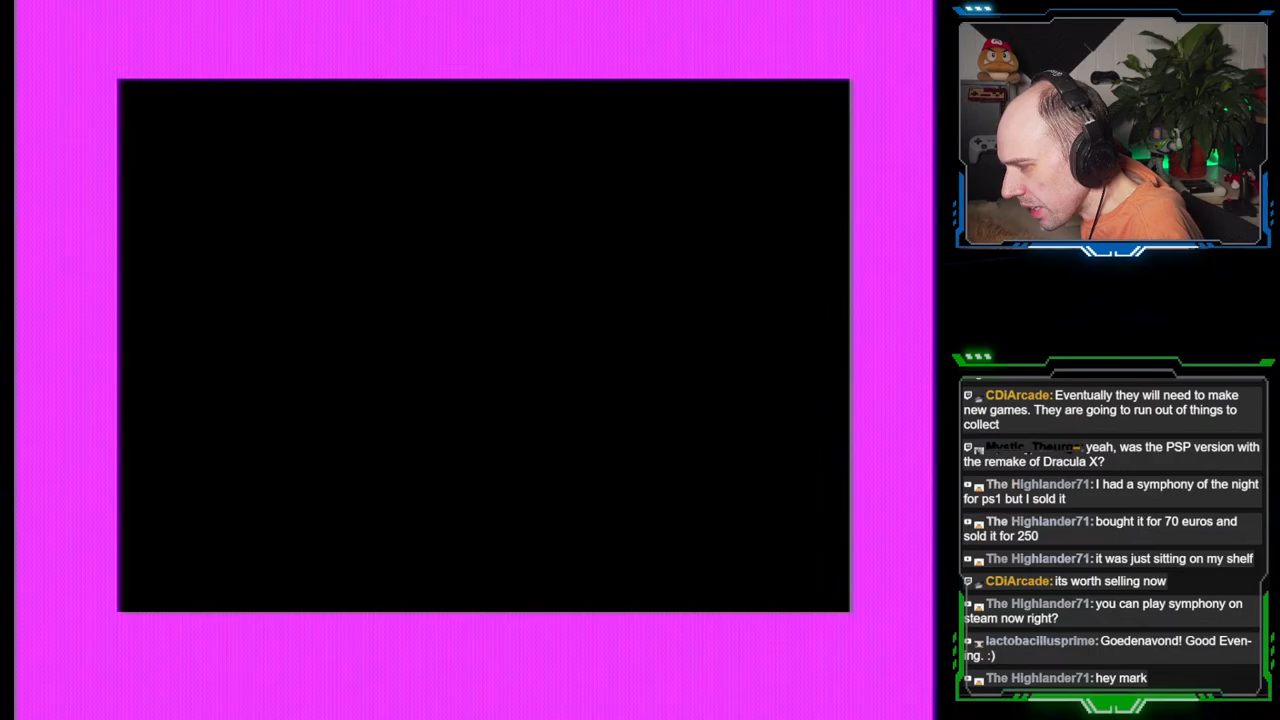 CDiArcade: Eventually they will need to make
new games. They are going to run out of things to
collect
Mystic_Theurge: yeah, was the PSP version with
the remake of Dracula X?
The Highlander71: I had a symphony of the night
for ps1 but I sold it
The Highlander71: bought it for 70 euros and
sold it for 250
The Highlander71: it was just sitting on my shelf
CDiArcade: its worth selling now
The Highlander71: you can play symphony on
steam now right?
lactobacillusprime: Goedenavond! Good Even-
ing. :)
The Highlander71: hey mark